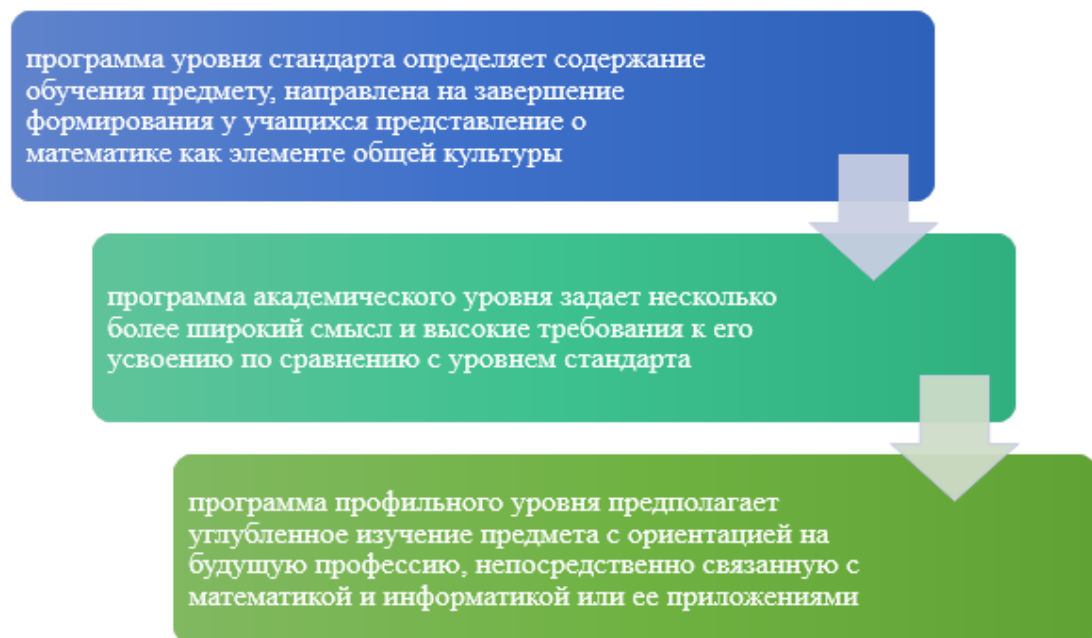 программа уровня стандарта определяет содержание
обучения предмету, направлена на завершение
формирования у учащихся представление о
математике как элементе общей культуры
программа академического уровня задает несколько
более широкий смысл и высокие требования к его
усвоению по сравнению с уровнем стандарта
программа профильного уровня предполагает
углубленное изучение предмета с ориентацией на
будущую профессию, непосредственно связанную с
математикой и информатикой или ее приложениями